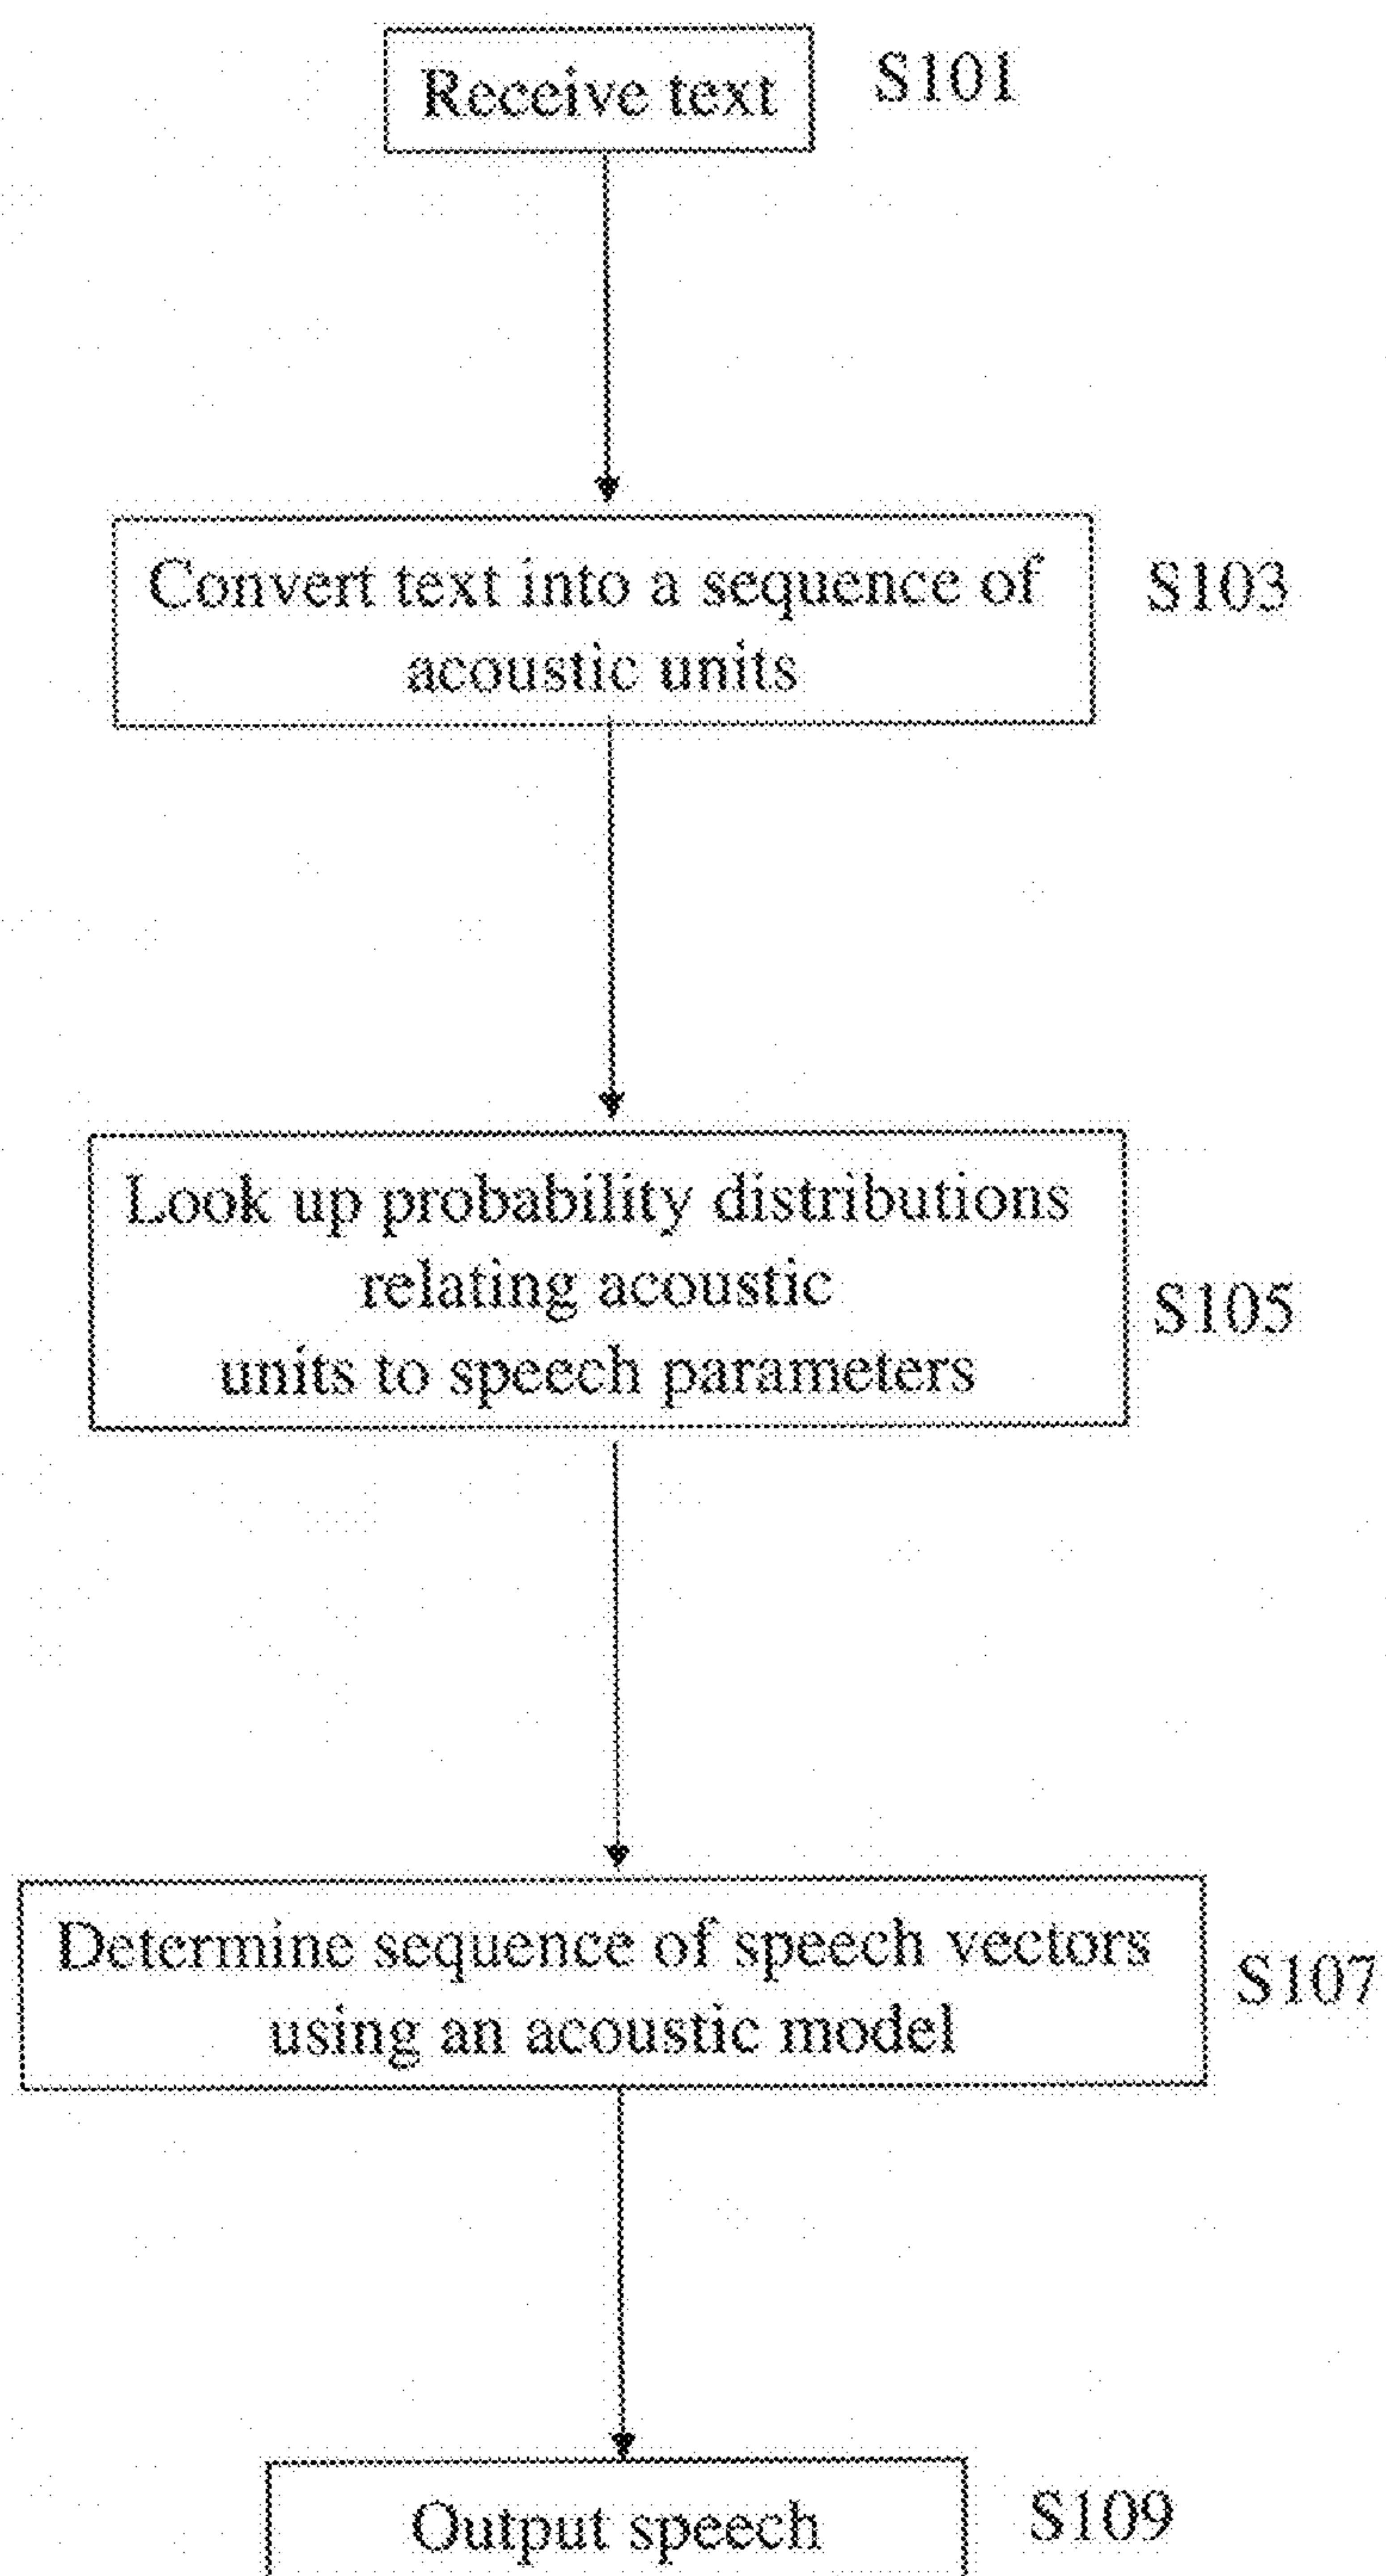 Receive text
S101
Convert text into a sequence of
acoustic units
S103
Look up probability distributions
relating acoustic
units to speech parameters
S105
Determine sequence of speech vectors
using an acoustic model
S107
Output speech
S109